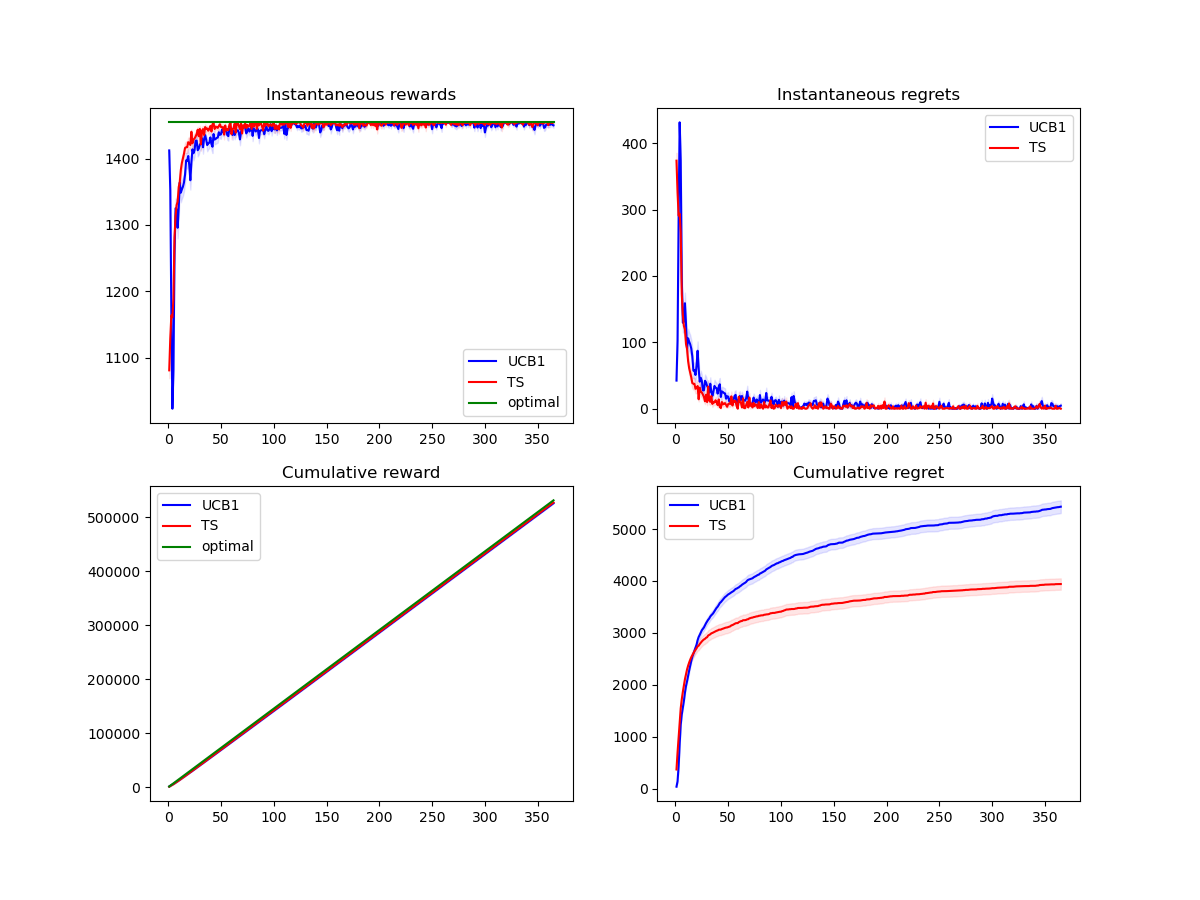 Instantaneous rewards
1400
1300
1200
1100
0 50 100 150 200 250 300 350
UCB1
TS
optimal
Instantaneous regrets
400
300
200
100
0
0 50 100 150 200 250 300 350
UCB1
TS
Cumulative reward
500000
400000
300000
200000
100000
0
0 50 100 150 200 250 300 350
UCB1
TS
optimal
Cumulative regret
5000
4000
3000
2000
1000
0
0 50 100 150 200 250 300 350
UCB1
TS